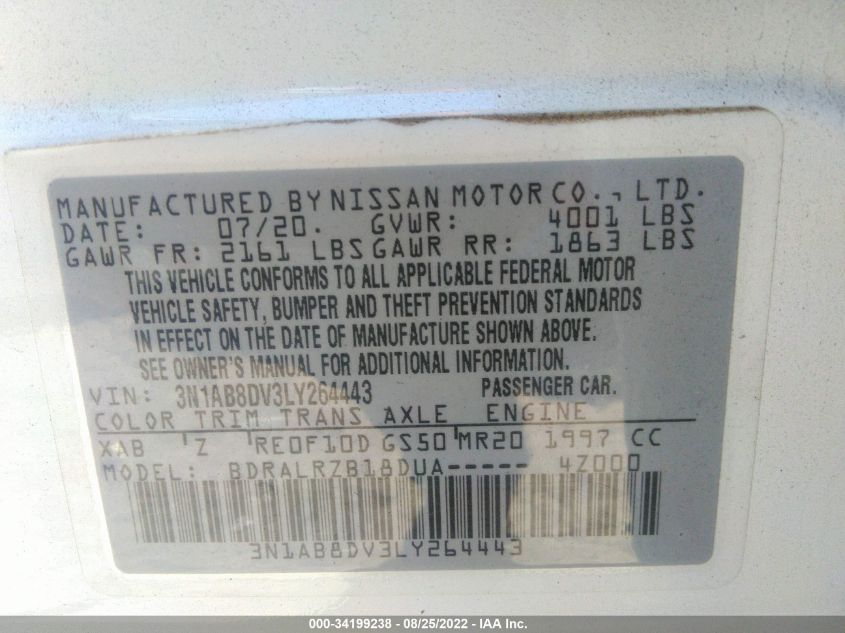 MANUFACTURED BY NISSAN MOTOR CO., LTD.
DATE: 07/20. GVWR: 4001 LBS
GAWR FR: 2161 LBS GAWR RR: 1863 LBS
THIS VEHICLE CONFORMS TO ALL APPLICABLE FEDERAL MOTOR
VEHICLE SAFETY, BUMPER AND THEFT PREVENTION STANDARDS
IN EFFECT ON THE DATE OF MANUFACTURE SHOWN ABOVE.
SEE OWNER'S MANUAL FOR ADDITIONAL INFORMATION.
VIN: 3N1AB8DV3LY264443 PASSENGER CAR.
COLOR TRIM TRANS AXLE ENGINE
XAB 'Z 'RE0F10D GS50'MR20 1997 CC
MODEL: BDRALRZB18DUA----- 4Z000
3N1AB8DV3LY264443
000-34199238 - 08/25/2022 - IAA Inc.